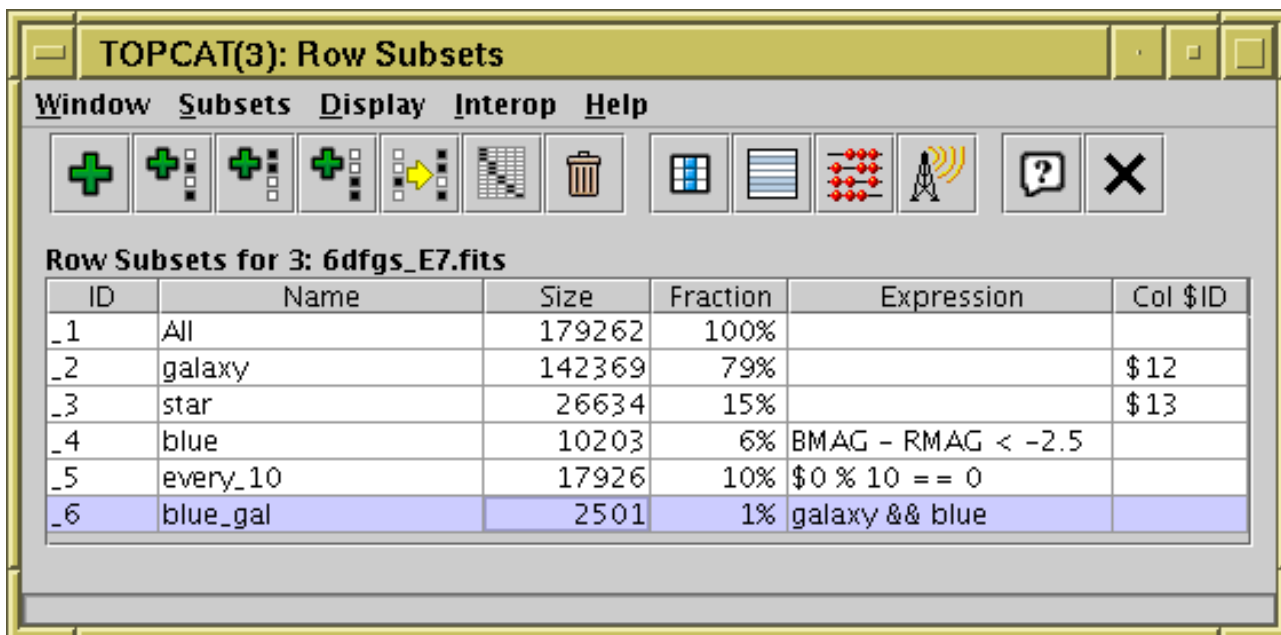 TOPCAT(3): Row Subsets
Window Subsets Display Interop Help
Row Subsets for 3: 6dfgs_E7.fits
ID Name Size Fraction Expression Col $ID
_1 All 179262 100%
_2 galaxy 142369 79% $12
_3 star 26634 15% $13
_4 blue 10203 6% BMAG - RMAG < -2.5
_5 every_10 17926 10% $0 % 10 == 0
_6 blue_gal 2501 1% galaxy && blue